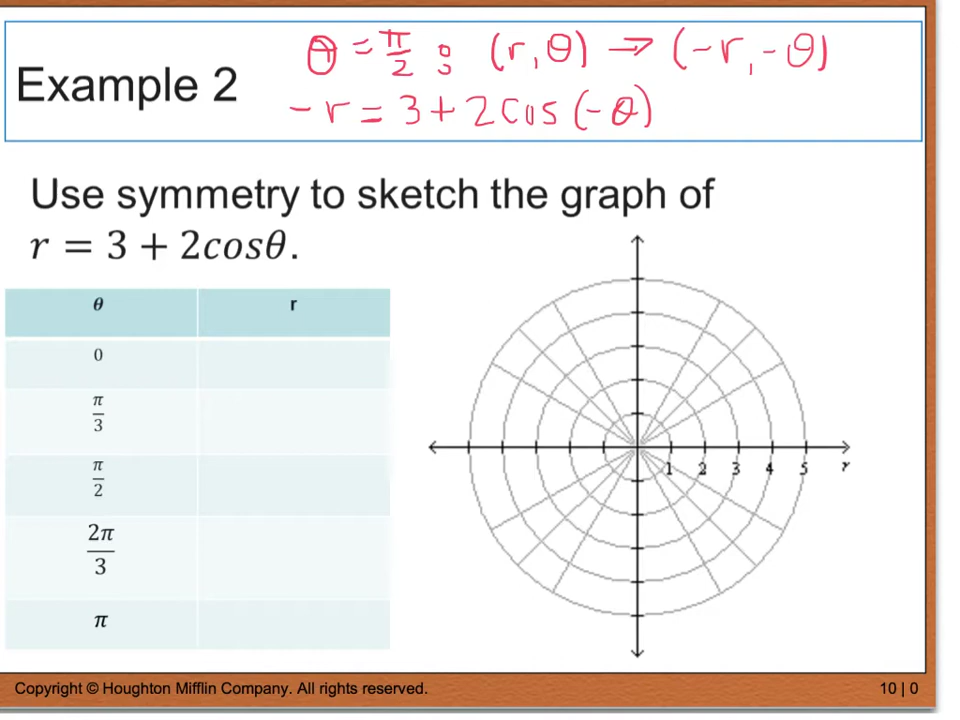 θ = π/2 : (r, θ) → (-r, -θ)
Example 2
-r = 3 + 2cos(-θ)
Use symmetry to sketch the graph of
r = 3 + 2cosθ.
θ r
0
π/3
π/2
2π/3
π
1 2 3 4 5 r
Copyright © Houghton Mifflin Company. All rights reserved. 10 | 0